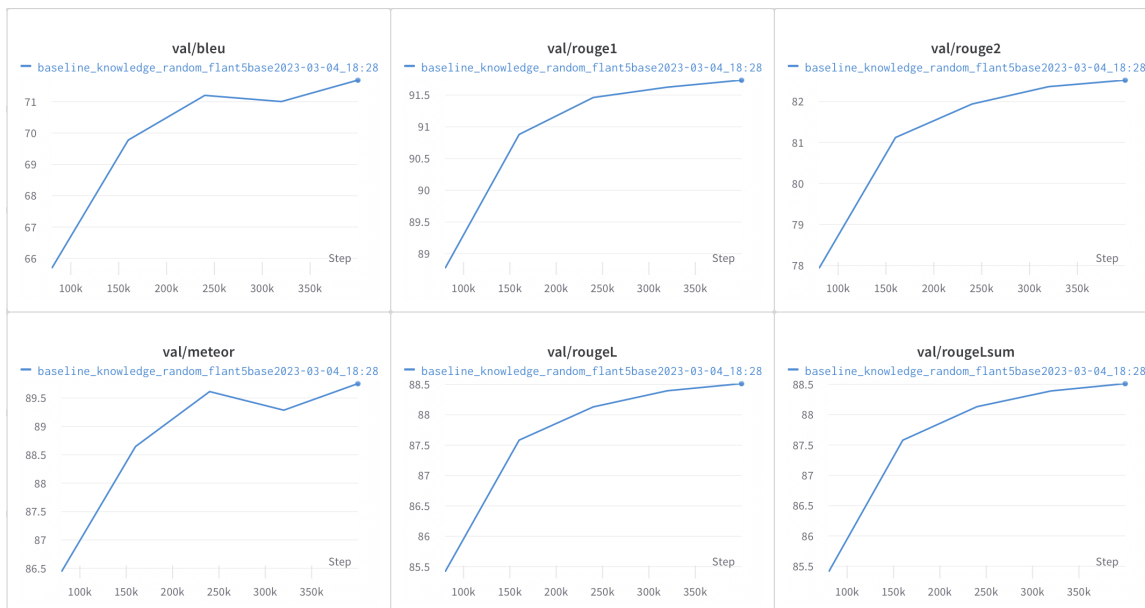 val/bleu
baseline_knowledge_random_flant5base2023-03-04_18:28
71
70
69
68
67
66
Step
100k 150k 200k 250k 300k 350k
val/rouge1
baseline_knowledge_random_flant5base2023-03-04_18:28
91.5
91
90.5
90
89.5
89
Step
100k 150k 200k 250k 300k 350k
val/rouge2
baseline_knowledge_random_flant5base2023-03-04_18:28
82
81
80
79
78
Step
100k 150k 200k 250k 300k 350k
val/meteor
baseline_knowledge_random_flant5base2023-03-04_18:28
89.5
89
88.5
88
87.5
87
86.5
Step
100k 150k 200k 250k 300k 350k
val/rougeL
baseline_knowledge_random_flant5base2023-03-04_18:28
88.5
88
87.5
87
86.5
86
85.5
Step
100k 150k 200k 250k 300k 350k
val/rougeLsum
baseline_knowledge_random_flant5base2023-03-04_18:28
88.5
88
87.5
87
86.5
86
85.5
Step
100k 150k 200k 250k 300k 350k